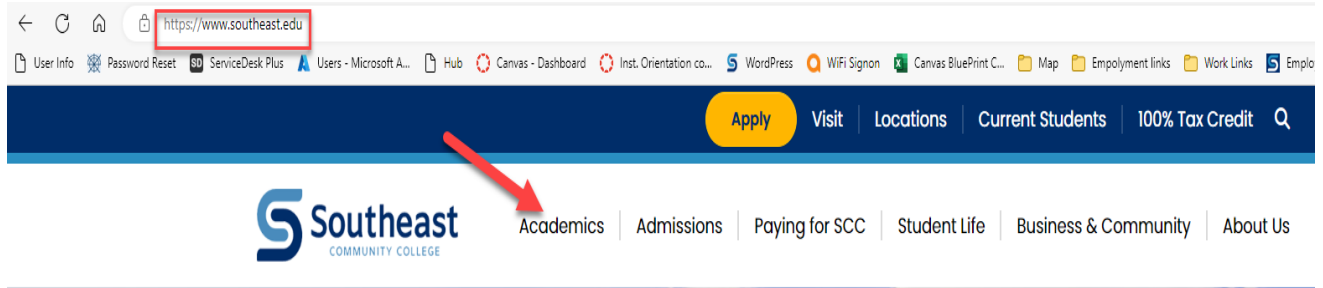 https://www.southeast.edu
User Info Password Reset SD ServiceDesk Plus Users - Microsoft A... Hub Canvas - Dashboard Inst. Orientation co... WordPress WiFi Signon Canvas BluePrint C... Map Empolyment links Work Links Emplo
Apply Visit Locations Current Students 100% Tax Credit
Southeast Academics Admissions Paying for SCC Student Life Business & Community About Us
COMMUNITY COLLEGE